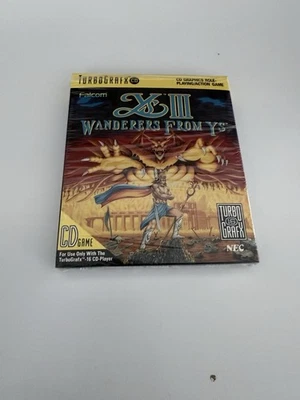 TURBOGRAFX CD
CD GRAPHICS ROLE-
PLAYING/ACTION GAME
Falcom
Ys III
WANDERERS FROM YS
CD GAME
For Use Only With The
TurboGrafx-16 CD-Player
TURBO
16
GRAFX
NEC